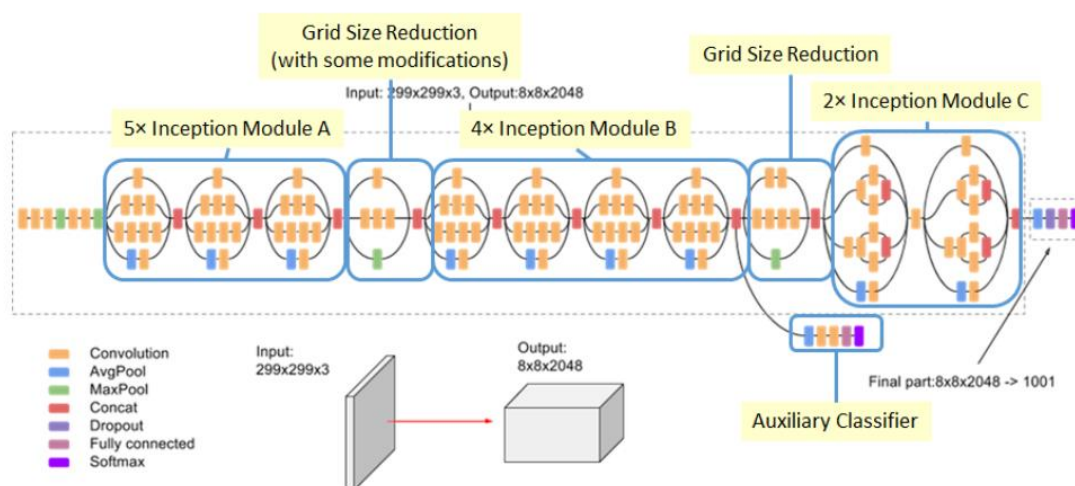 Grid Size Reduction
(with some modifications)
Grid Size Reduction
Input: 299x299x3, Output:8x8x2048
5× Inception Module A
4× Inception Module B
2× Inception Module C
Convolution
AvgPool
MaxPool
Concat
Dropout
Fully connected
Softmax
Input:
299x299x3
Output:
8x8x2048
Final part:8x8x2048 -> 1001
Auxiliary Classifier